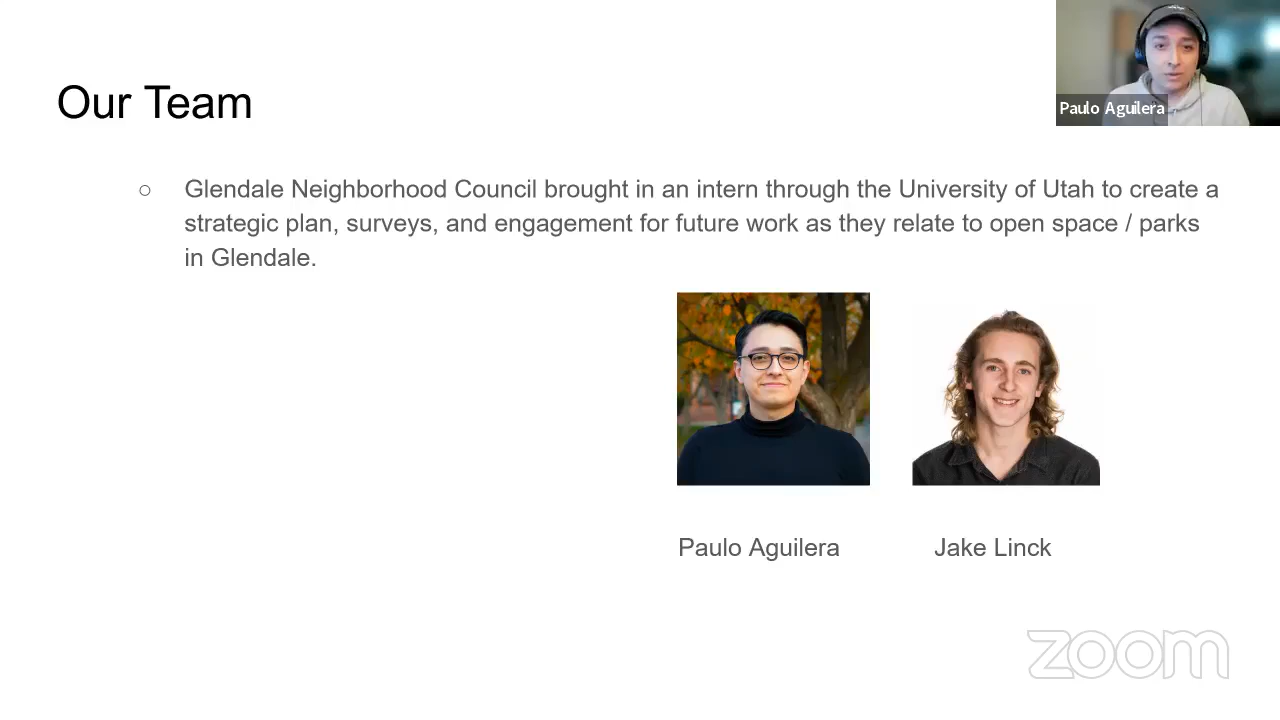 Our Team
Paulo Aguilera
○ Glendale Neighborhood Council brought in an intern through the University of Utah to create a
strategic plan, surveys, and engagement for future work as they relate to open space / parks
in Glendale.
Paulo Aguilera
Jake Linck
zoom